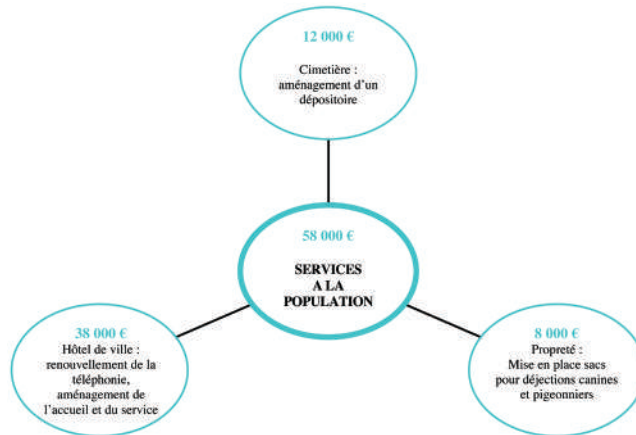 12 000 €
Cimetière :
aménagement d'un
dépositoire
58 000 €
SERVICES
A LA
POPULATION
38 000 €
Hôtel de ville :
renouvellement de la
téléphonie,
aménagement de
l'accueil et du service
8 000 €
Propreté :
Mise en place sacs
pour déjections canines
et pigeonniers